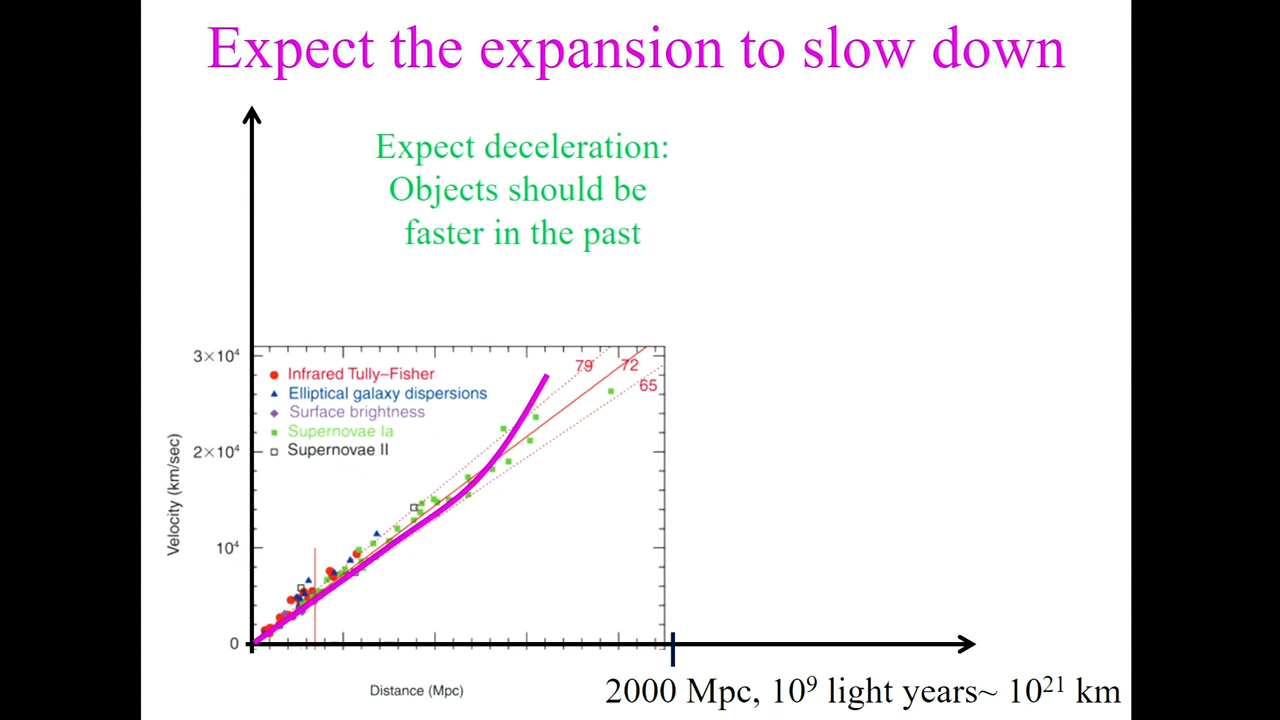 Expect the expansion to slow down
Expect deceleration:
Objects should be
faster in the past
3×10⁴
2×10⁴
10⁴
0
Velocity (km/sec)
Infrared Tully–Fisher
Elliptical galaxy dispersions
Surface brightness
Supernovae Ia
Supernovae II
79
72
65
Distance (Mpc)
2000 Mpc, 10⁹ light years~ 10²¹ km